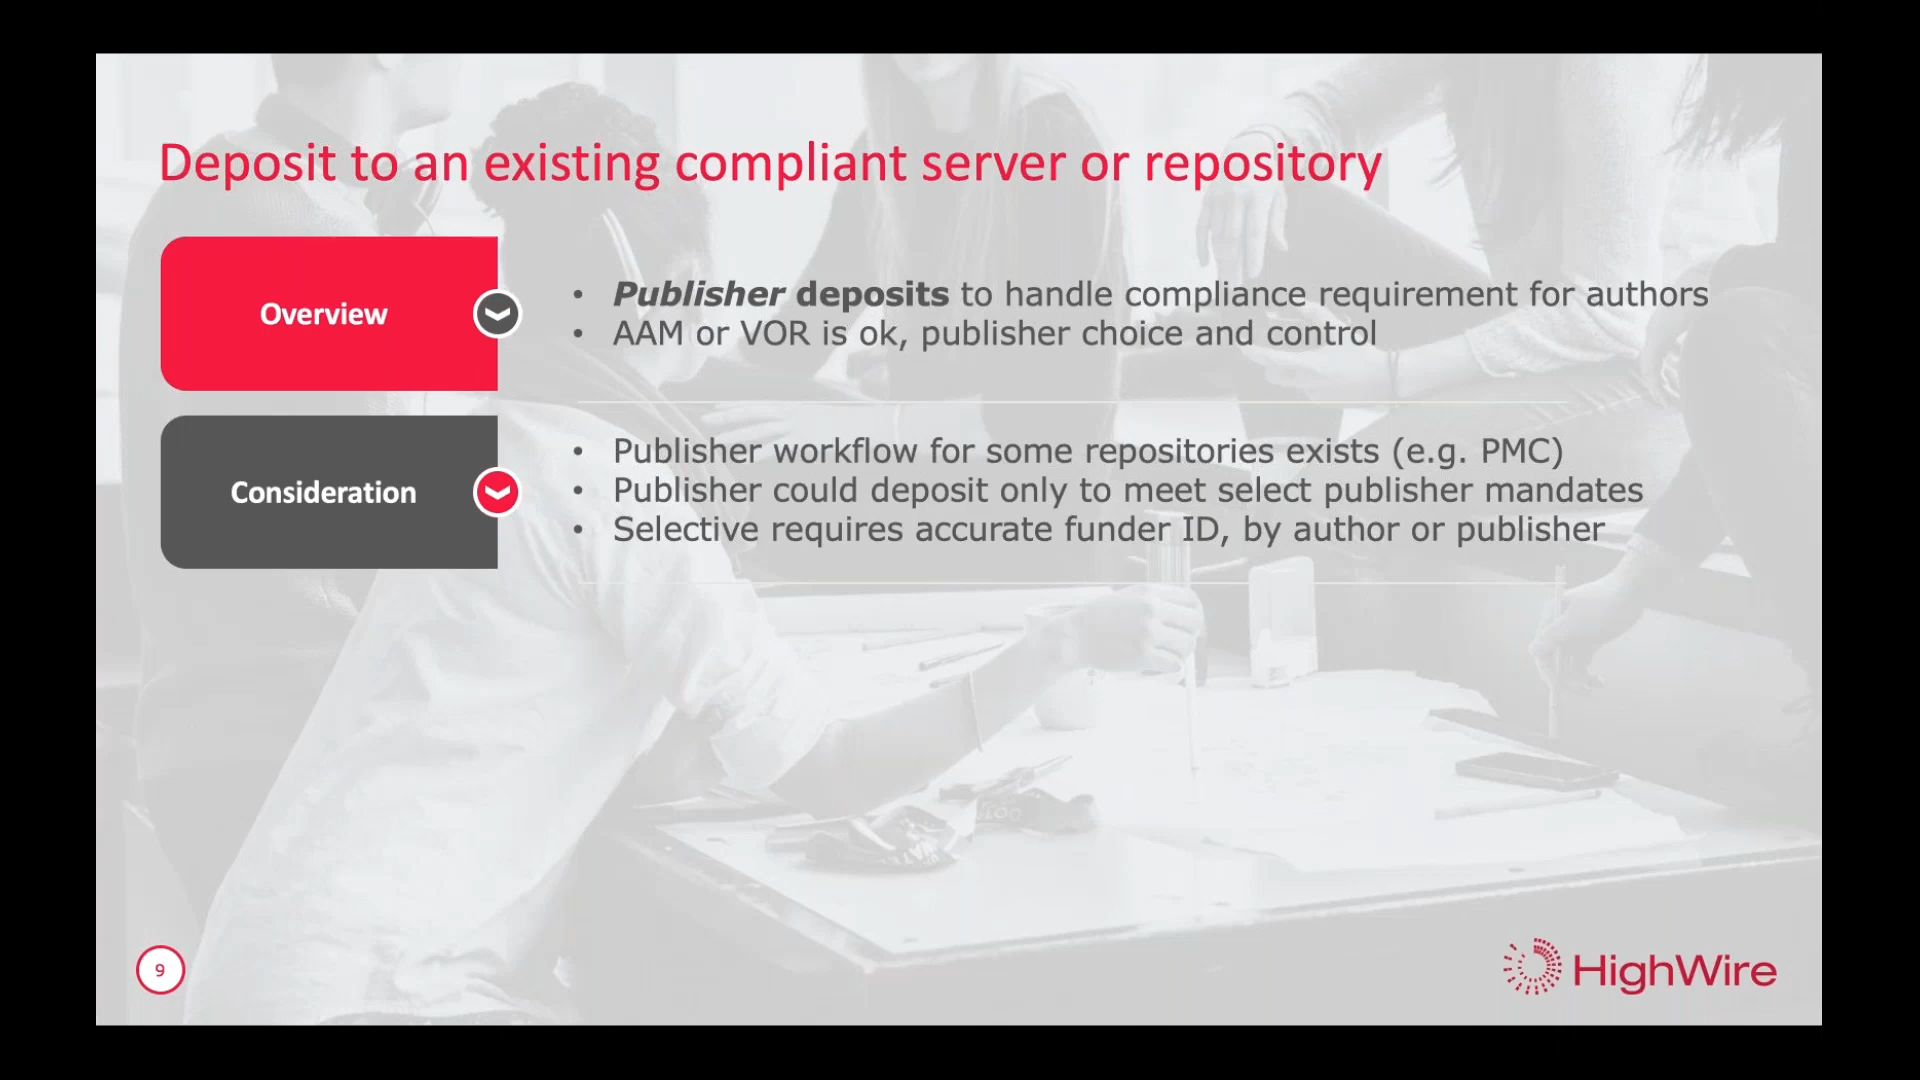 Deposit to an existing compliant server or repository
Overview
• Publisher deposits to handle compliance requirement for authors
• AAM or VOR is ok, publisher choice and control
Consideration
• Publisher workflow for some repositories exists (e.g. PMC)
• Publisher could deposit only to meet select publisher mandates
• Selective requires accurate funder ID, by author or publisher
9
HighWire